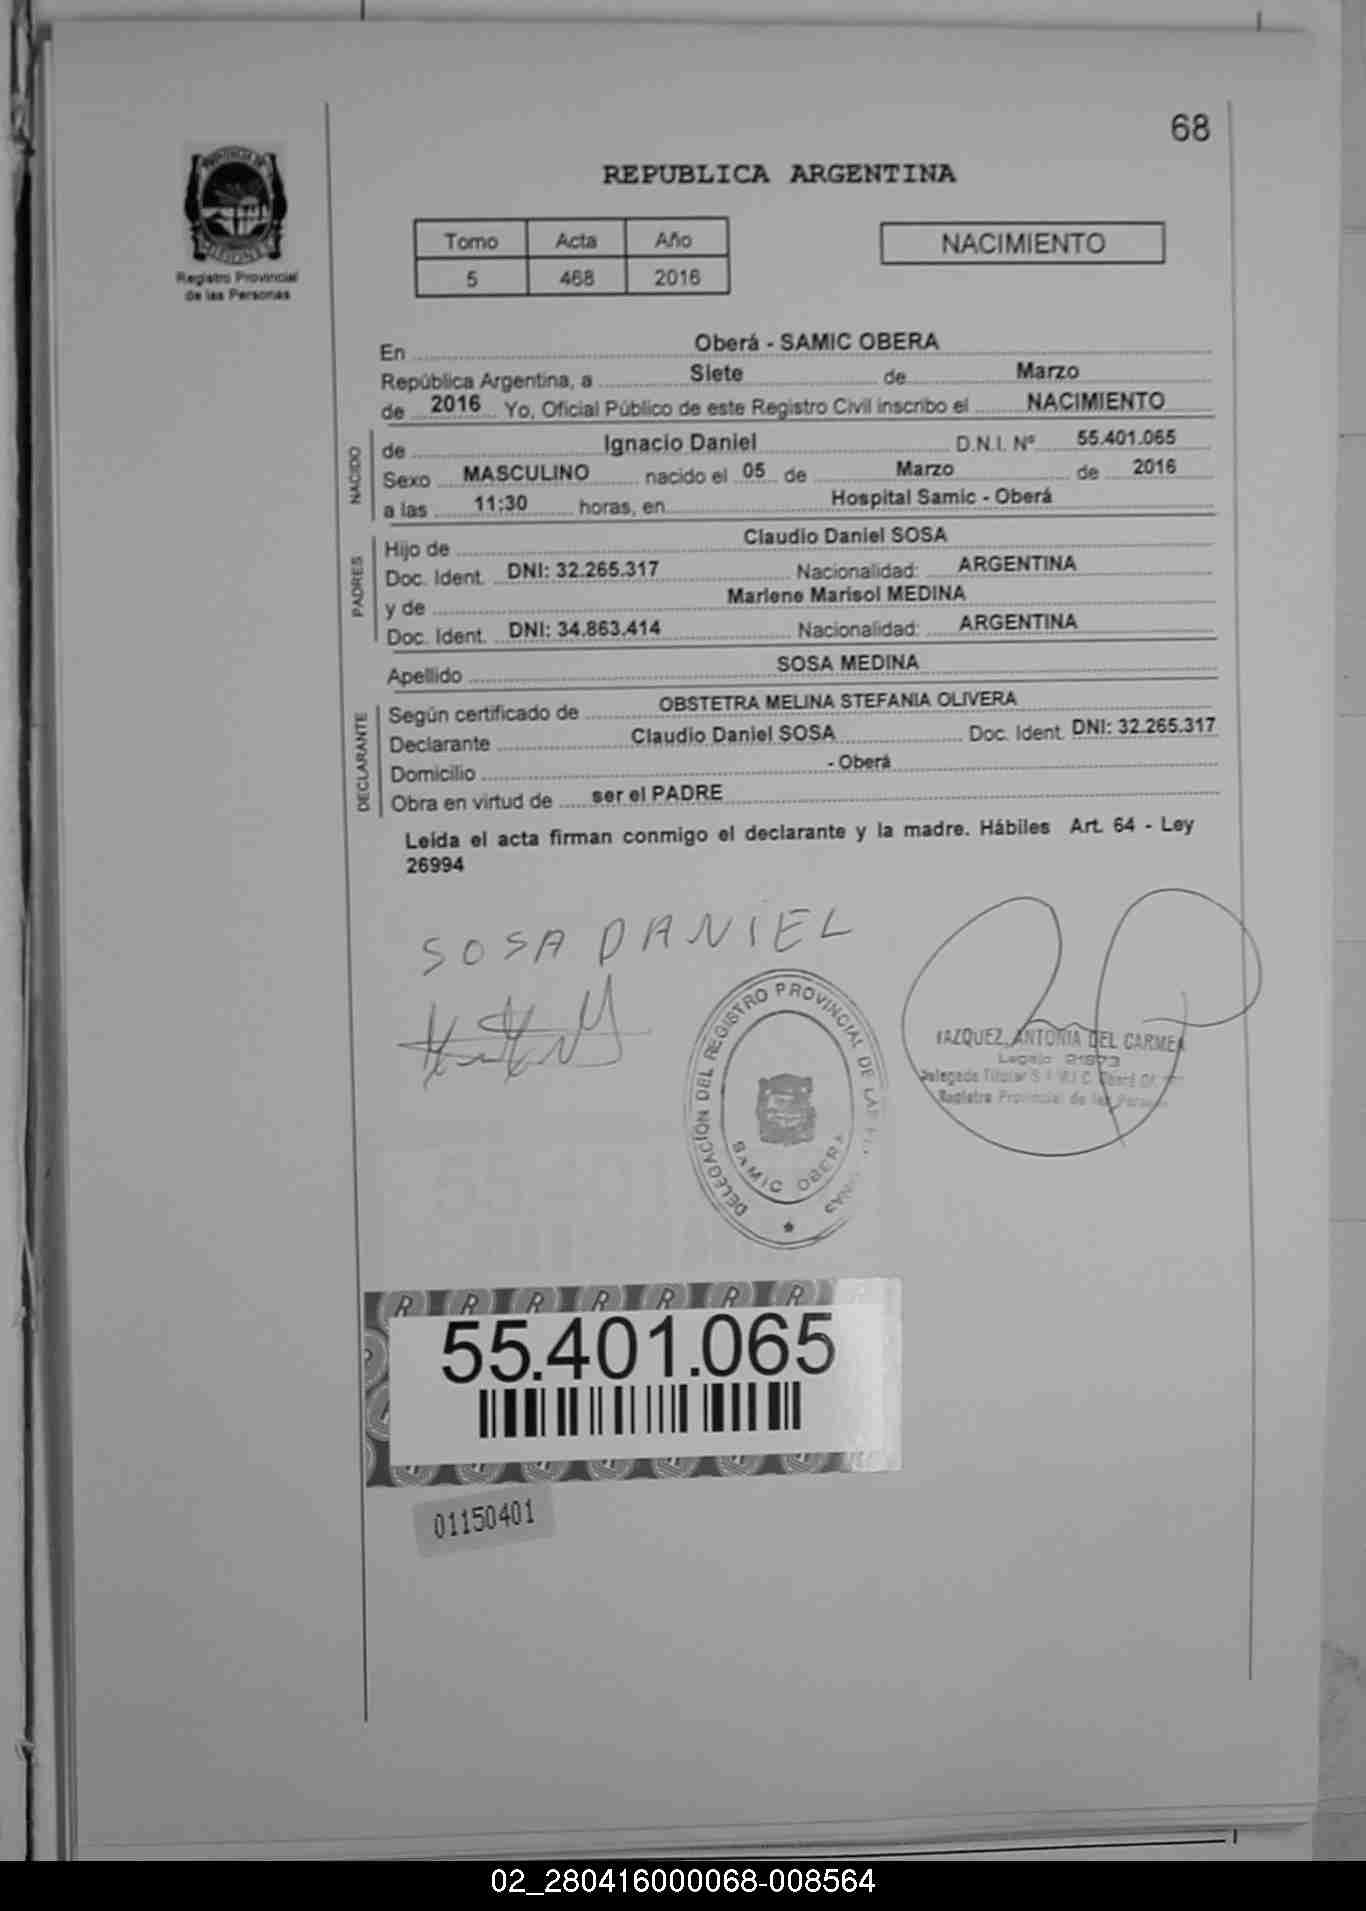 68
REPUBLICA ARGENTINA
Registro Provincial
de las Personas
Tomo Acta Año
5 468 2016
NACIMIENTO
En Oberá - SAMIC OBERA
República Argentina, a Siete de Marzo
de 2016 Yo, Oficial Público de este Registro Civil inscribo el NACIMIENTO
NACIDO
de Ignacio Daniel D.N.I. Nº 55.401.065
Sexo MASCULINO nacido el 05 de Marzo de 2016
a las 11:30 horas, en Hospital Samic - Oberá
PADRES
Hijo de Claudio Daniel SOSA
Doc. Ident. DNI: 32.265.317 Nacionalidad: ARGENTINA
y de Marlene Marisol MEDINA
Doc. Ident. DNI: 34.863.414 Nacionalidad: ARGENTINA
Apellido SOSA MEDINA
DECLARANTE
Según certificado de OBSTETRA MELINA STEFANIA OLIVERA
Declarante Claudio Daniel SOSA Doc. Ident. DNI: 32.265.317
Domicilio - Oberá
Obra en virtud de ser el PADRE
Leída el acta firman conmigo el declarante y la madre. Hábiles Art. 64 - Ley
26994
SOSA DANIEL
DELEGACIÓN DEL REGISTRO PROVINCIAL DE LAS
SAMIC OBERA
VAZQUEZ, ANTONIA DEL CARMEN
Legajo
Delegada Titular
Registro Provincial de las Personas
R R R R R R R
55.401.065
01150401
02_280416000068-008564